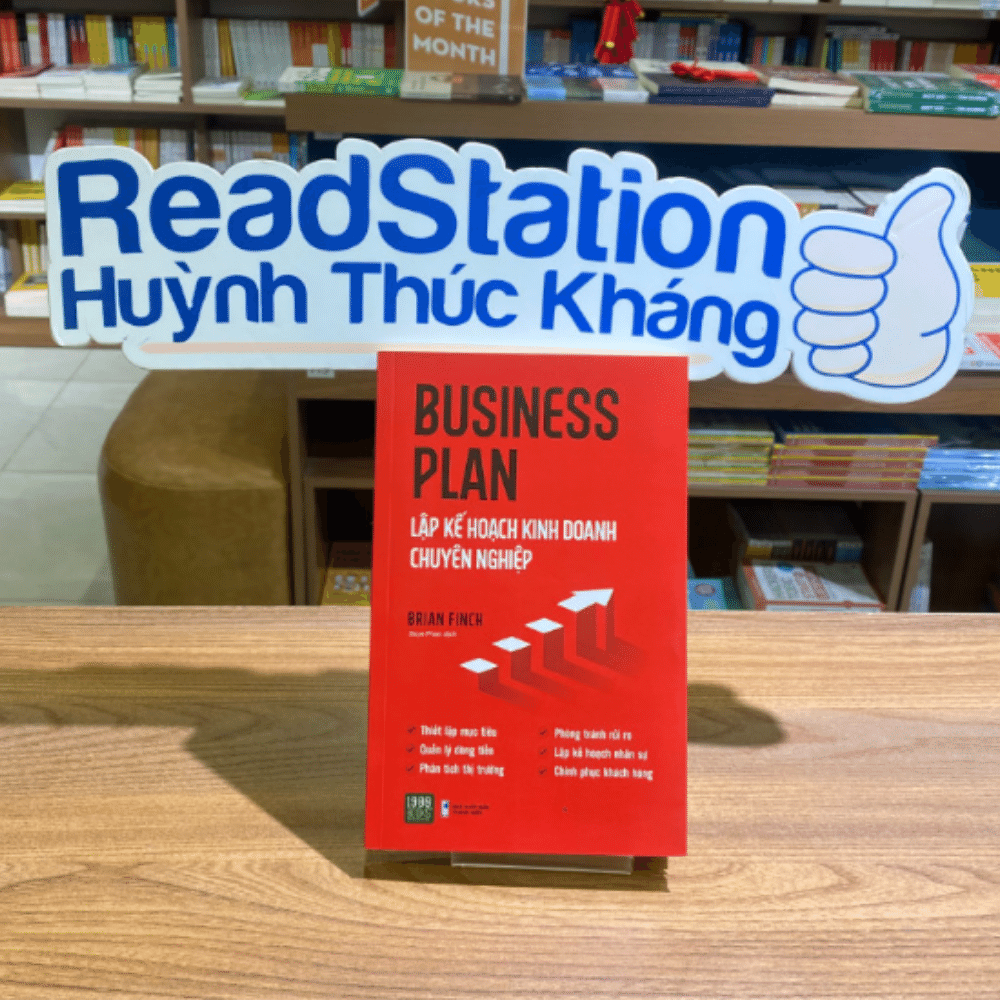 OF THE
MONTH
ReadStation
Huỳnh Thúc Kháng
BUSINESS
PLAN
LẬP KẾ HOẠCH KINH DOANH
CHUYÊN NGHIỆP
BRIAN FINCH
Thiết lập mục tiêu
Quản lý dòng tiền
Phân tích thị trường
Phòng tránh rủi ro
Lập kế hoạch nhân sự
Chinh phục khách hàng
1980
BOOKS